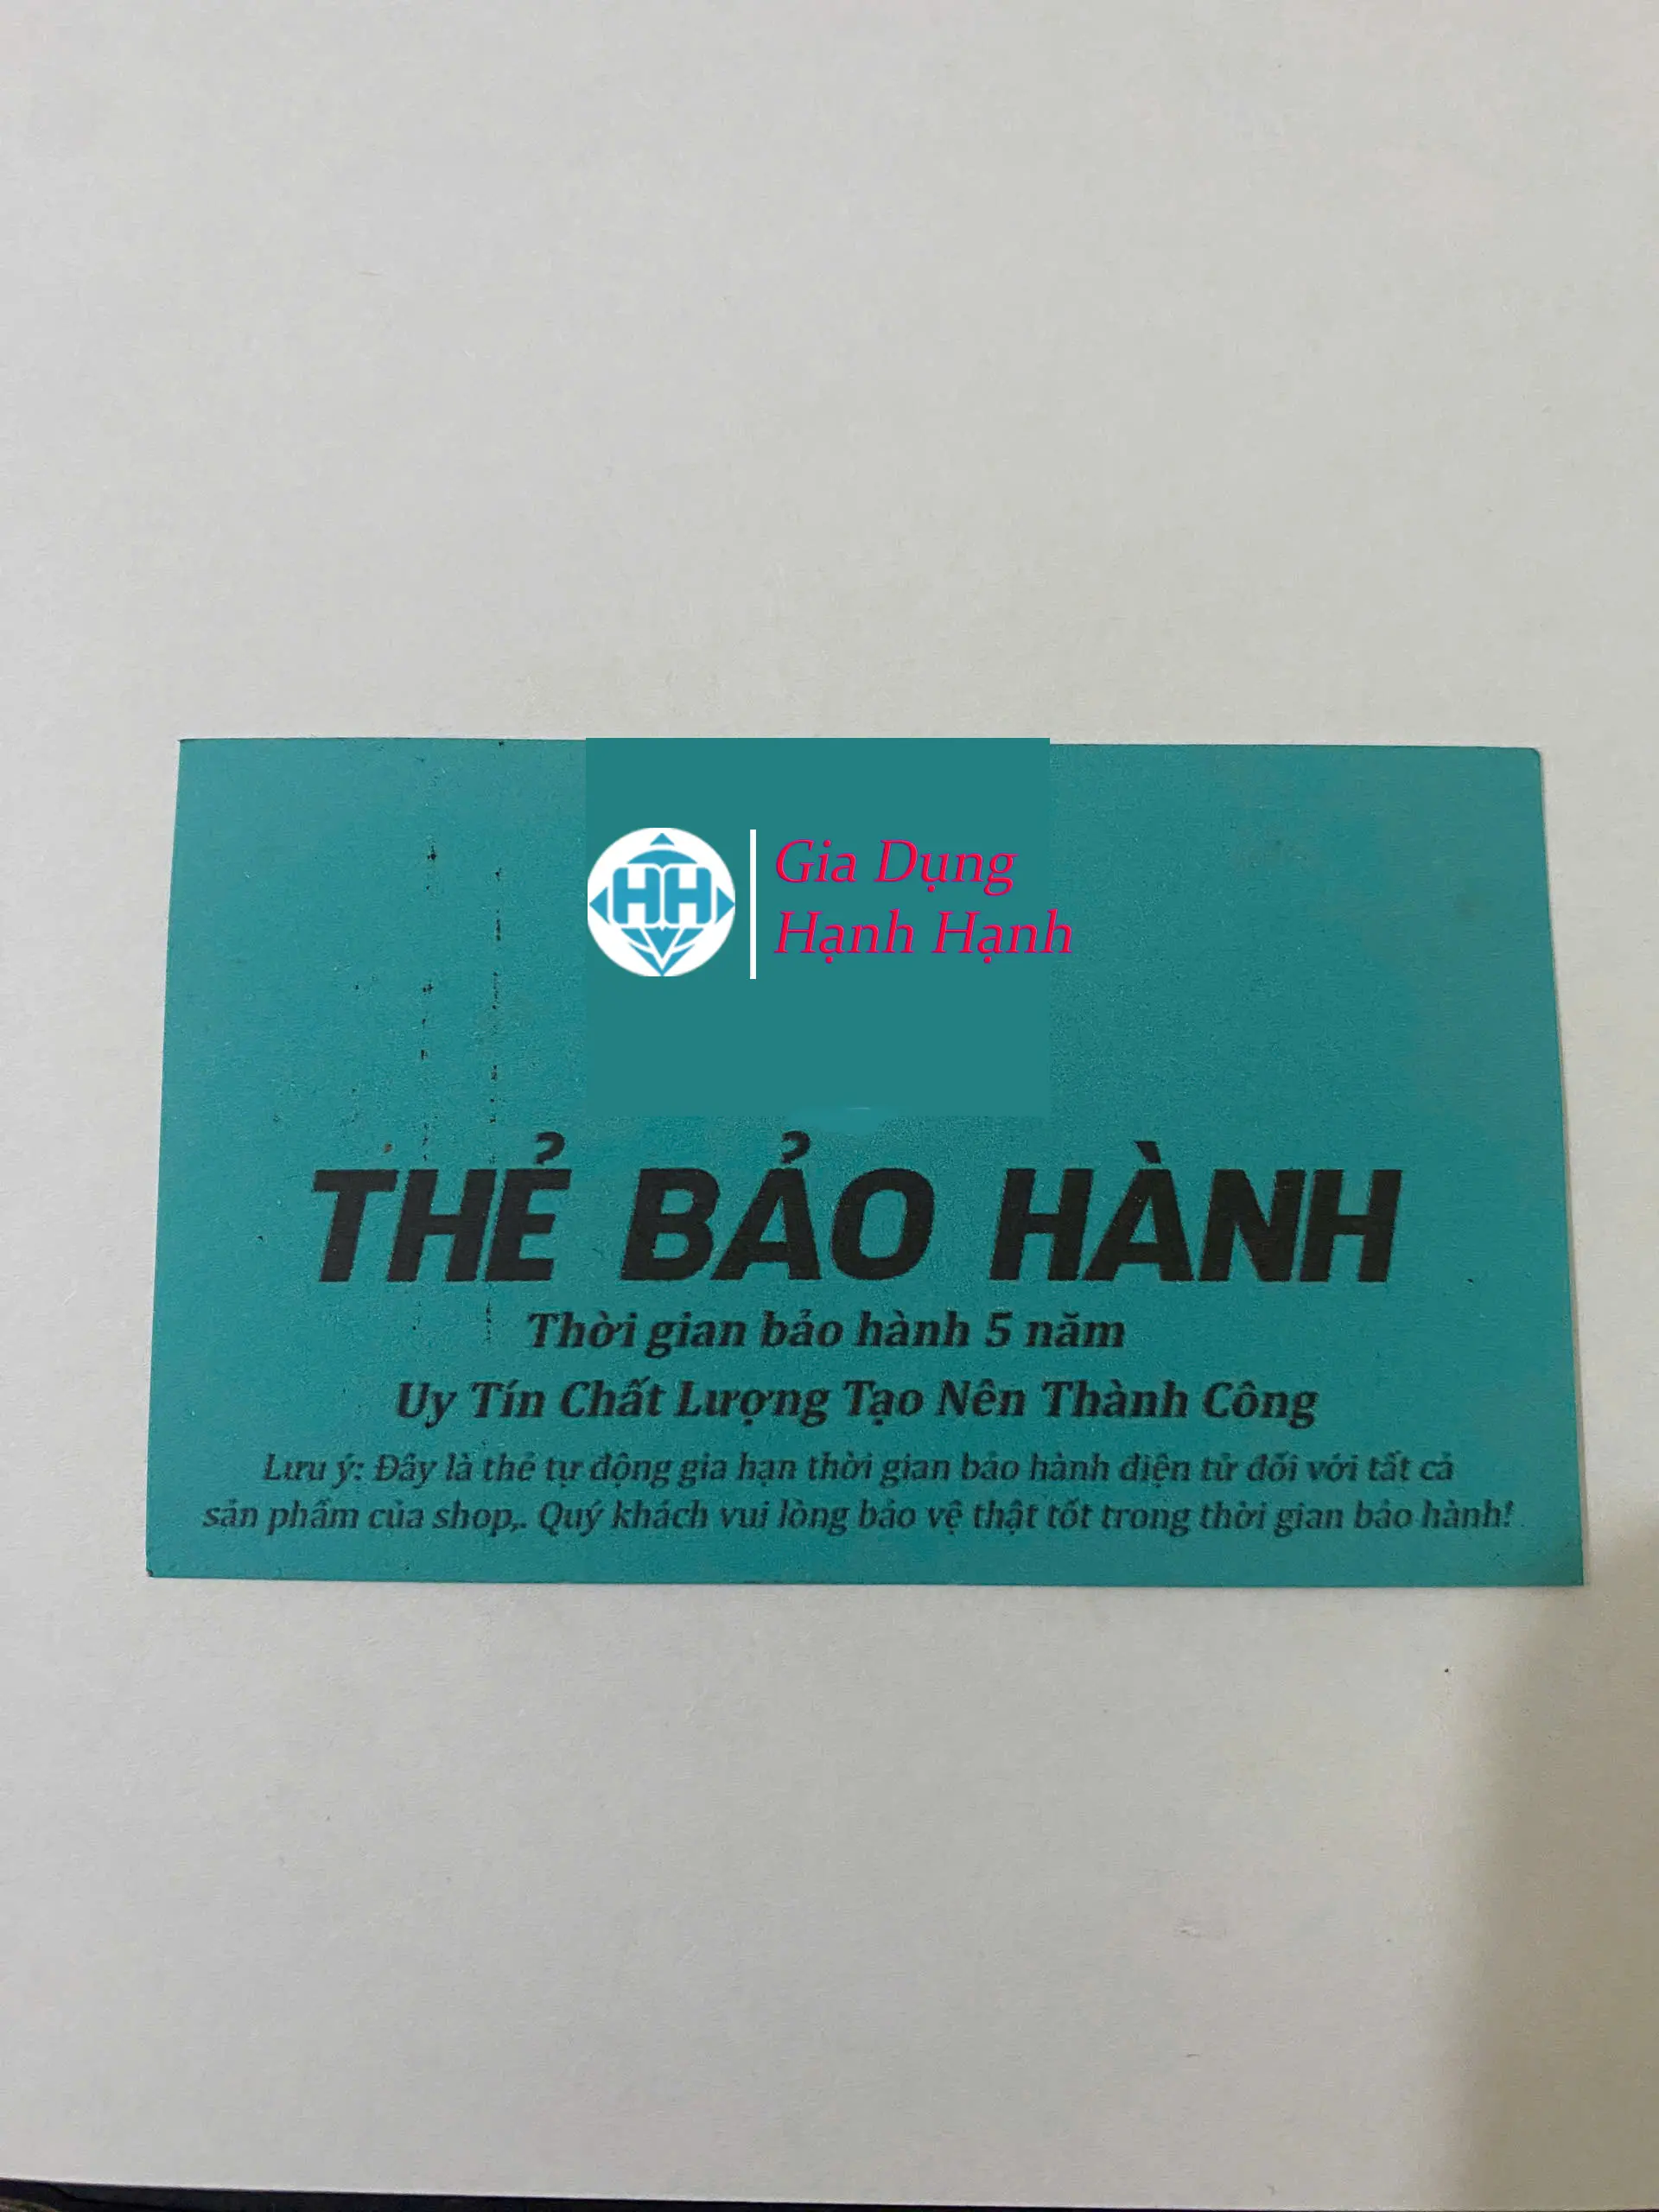 HH
Gia Dụng
Hạnh Hạnh
THẺ BẢO HÀNH
Thời gian bảo hành 5 năm
Uy Tín Chất Lượng Tạo Nên Thành Công
Lưu ý: Đây là thẻ tự động gia hạn thời gian bảo hành điện tử đối với tất cả
sản phẩm của shop,. Quý khách vui lòng bảo vệ thật tốt trong thời gian bảo hành!